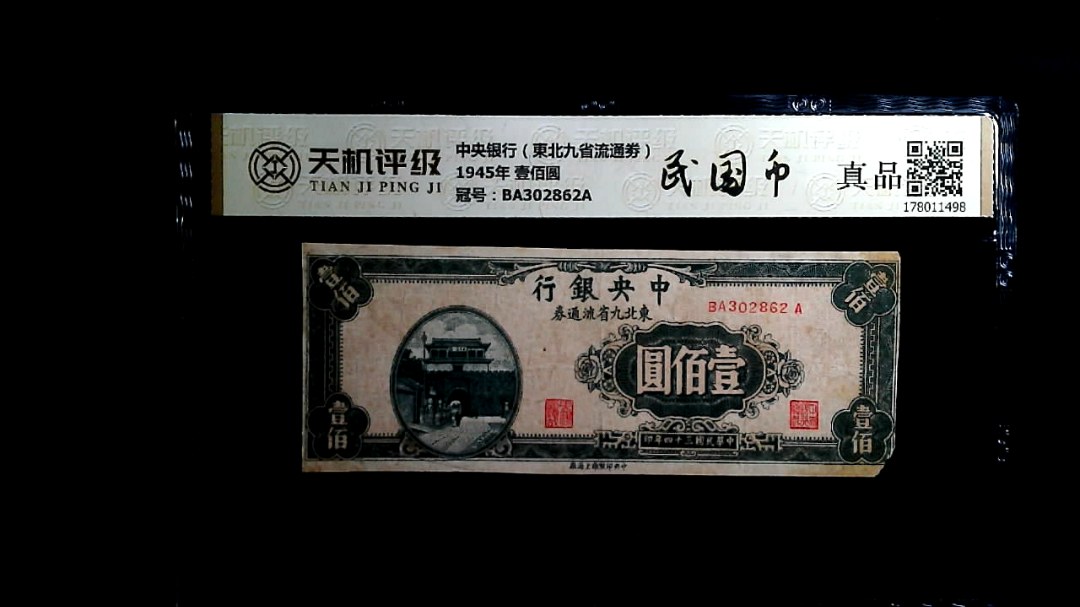 天机评级
TIAN JI PING JI
中央银行（東北九省流通券）
1945年 壹佰圆
冠号：BA302862A
民国币
真品
178011498
壹佰
壹佰
行銀央中
券通流省九北東
BA302862 A
圓佰壹
印年四十三國民華中
壹佰
壹佰